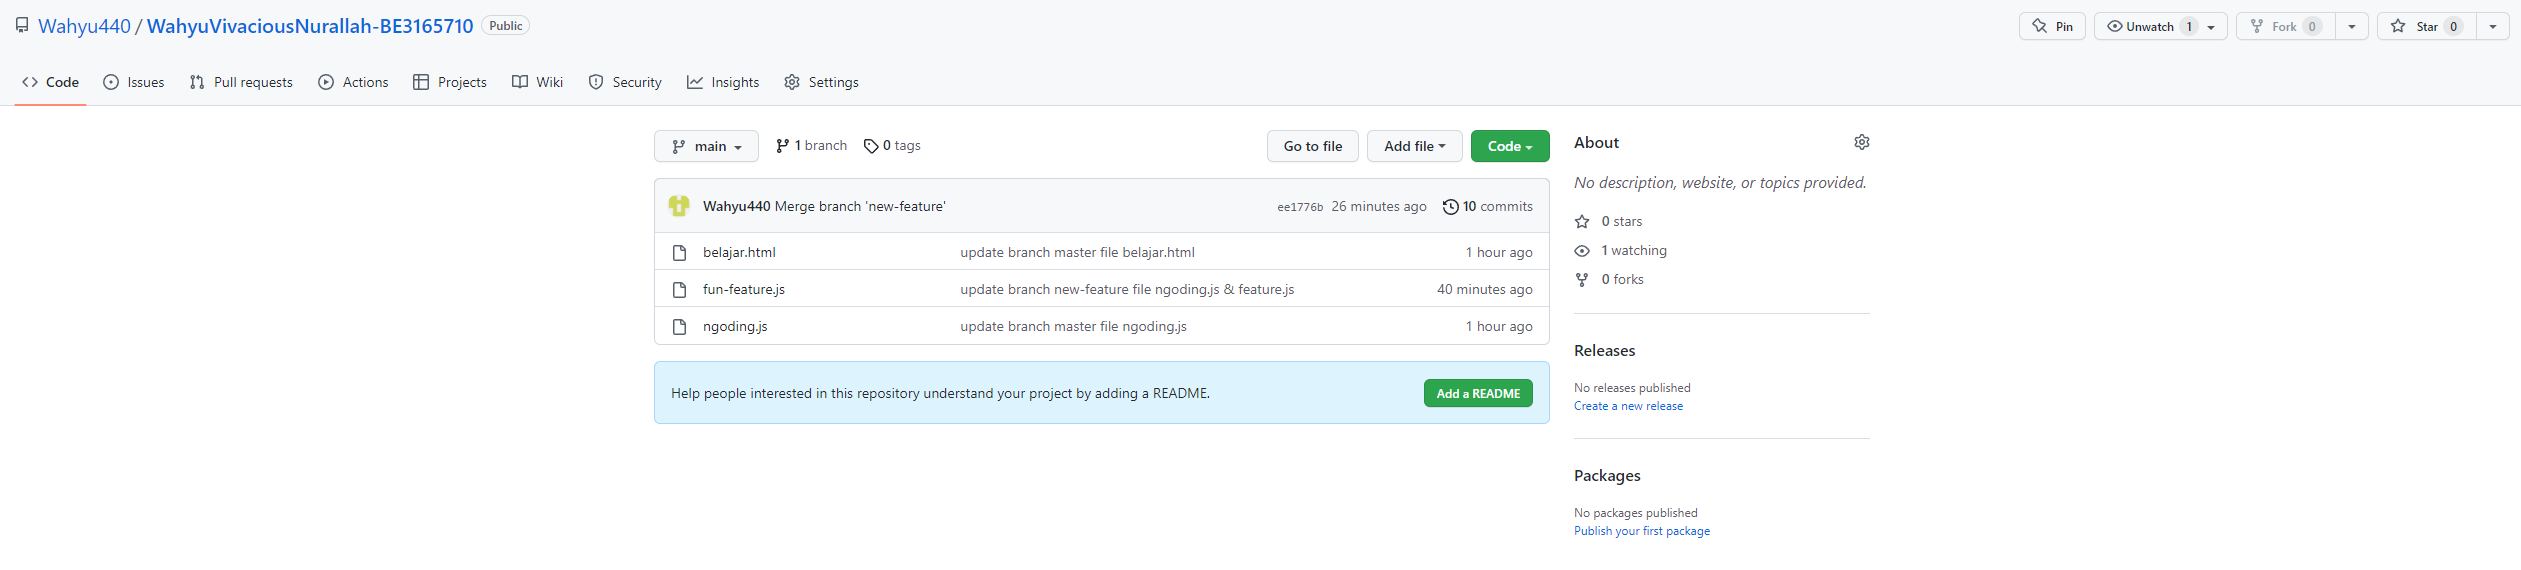 Wahyu440 / WahyuVivaciousNurallah-BE3165710 Public
Pin Unwatch 1 Fork 0 Star 0
Code Issues Pull requests Actions Projects Wiki Security Insights Settings
main 1 branch 0 tags Go to file Add file Code
Wahyu440 Merge branch 'new-feature' ee1776b 26 minutes ago 10 commits
belajar.html update branch master file belajar.html 1 hour ago
fun-feature.js update branch new-feature file ngoding.js & feature.js 40 minutes ago
ngoding.js update branch master file ngoding.js 1 hour ago
Help people interested in this repository understand your project by adding a README. Add a README
About
No description, website, or topics provided.
0 stars
1 watching
0 forks
Releases
No releases published
Create a new release
Packages
No packages published
Publish your first package